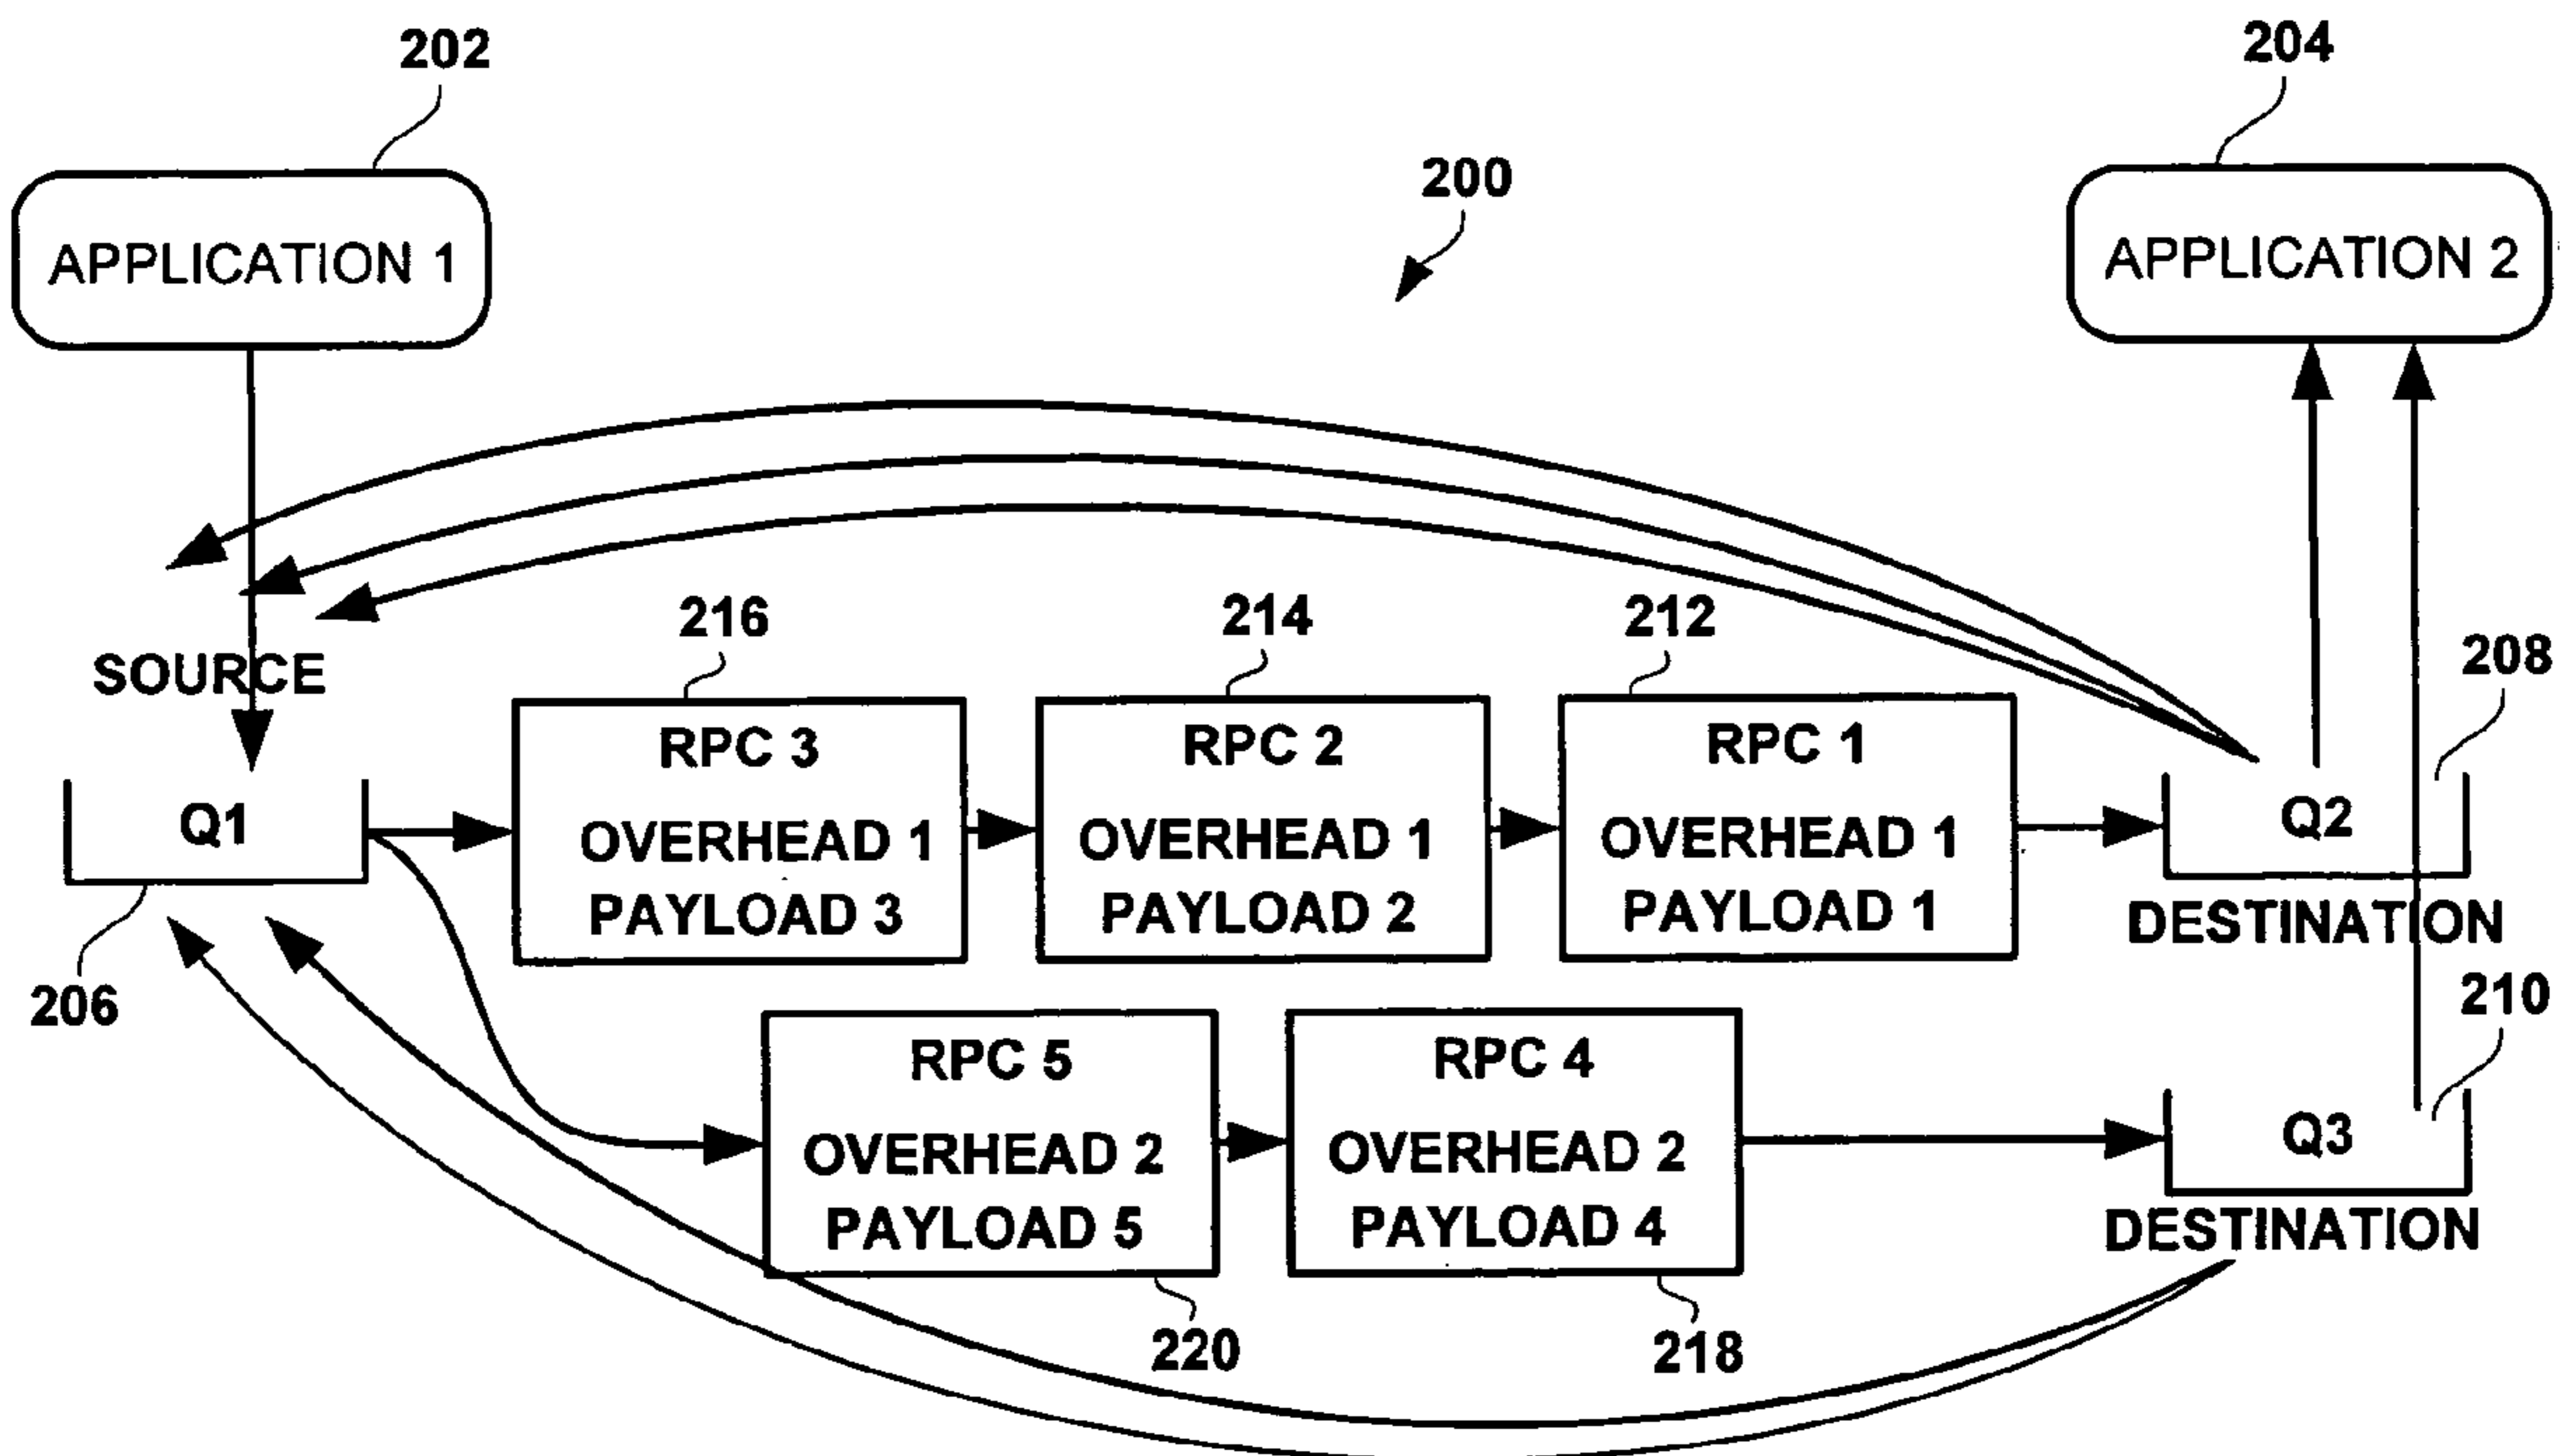 202
204
200
APPLICATION 1
APPLICATION 2
216
214
212
208
SOURCE
RPC 3
OVERHEAD 1
PAYLOAD 3
RPC 2
OVERHEAD 1
PAYLOAD 2
RPC 1
OVERHEAD 1
PAYLOAD 1
Q1
Q2
DESTINATION
206
210
RPC 5
OVERHEAD 2
PAYLOAD 5
RPC 4
OVERHEAD 2
PAYLOAD 4
Q3
DESTINATION
220
218